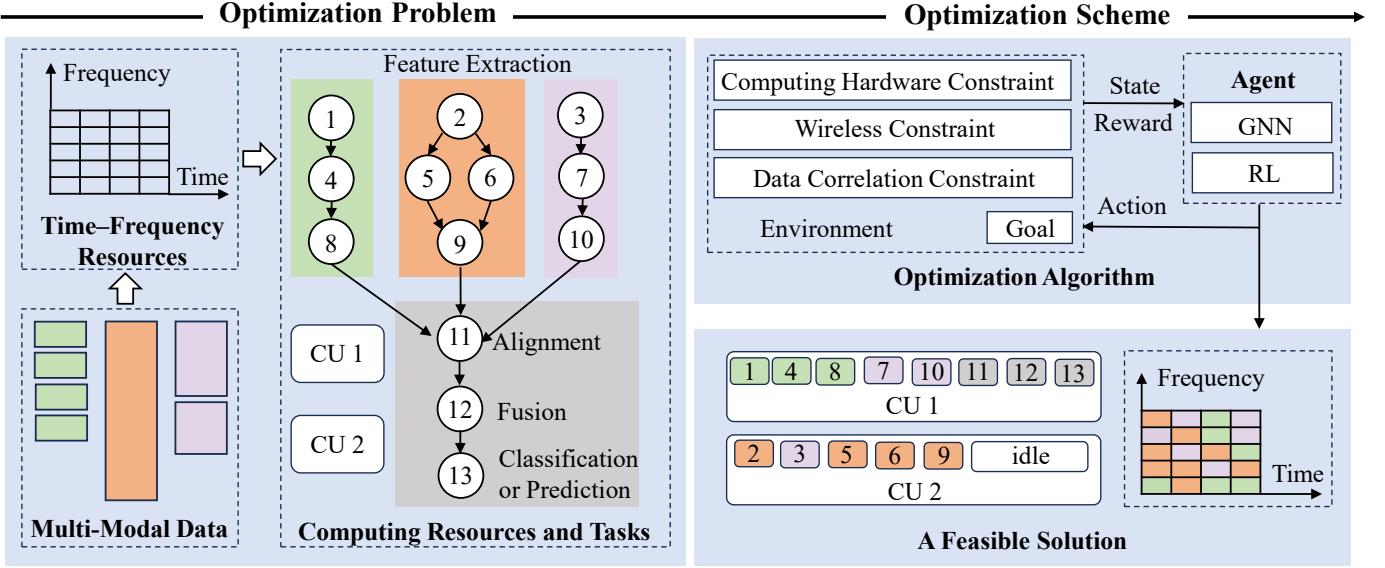 Optimization Problem
Optimization Scheme
Frequency
Time
Time–Frequency
Resources
Multi-Modal Data
Feature Extraction
1
2
3
4
5
6
7
8
9
10
11
Alignment
12
Fusion
13
Classification
or Prediction
CU 1
CU 2
Computing Resources and Tasks
Computing Hardware Constraint
Wireless Constraint
Data Correlation Constraint
Environment
Goal
State
Reward
Action
Agent
GNN
RL
Optimization Algorithm
1 4 8 7 10 11 12 13
CU 1
2 3 5 6 9 idle
CU 2
Frequency
Time
A Feasible Solution